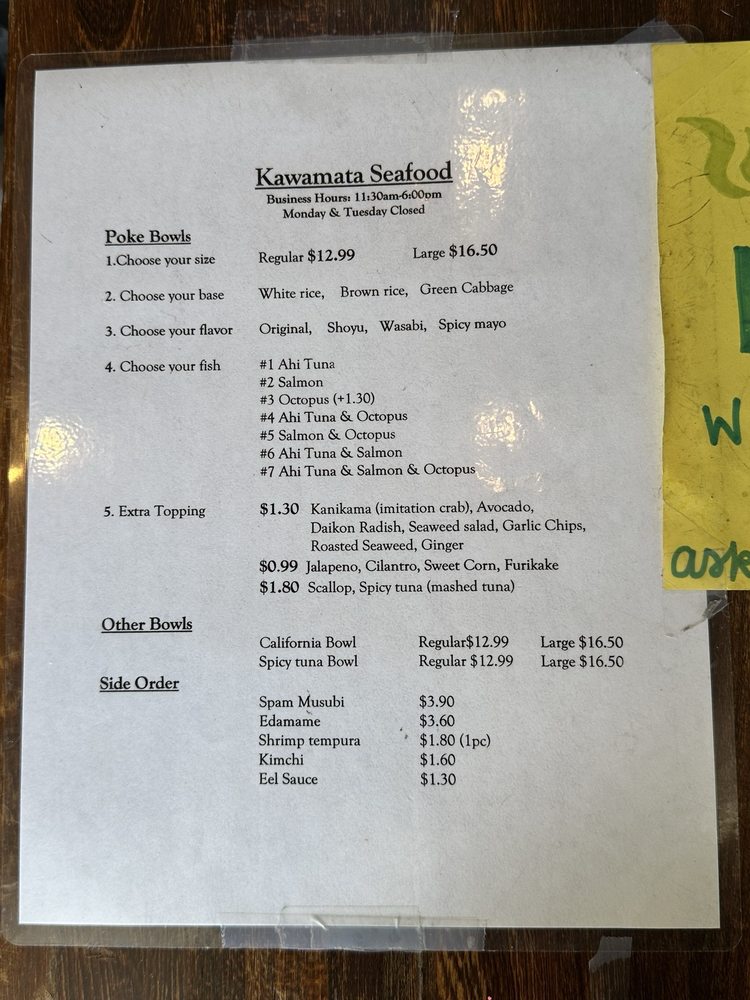 Kawamata Seafood
Business Hours: 11:30am-6:00pm
Monday & Tuesday Closed
Poke Bowls
1.Choose your size Regular $12.99 Large $16.50
2. Choose your base White rice, Brown rice, Green Cabbage
3. Choose your flavor Original, Shoyu, Wasabi, Spicy mayo
4. Choose your fish #1 Ahi Tuna
#2 Salmon
#3 Octopus (+1.30)
#4 Ahi Tuna & Octopus
#5 Salmon & Octopus
#6 Ahi Tuna & Salmon
#7 Ahi Tuna & Salmon & Octopus
5. Extra Topping $1.30 Kanikama (imitation crab), Avocado,
Daikon Radish, Seaweed salad, Garlic Chips,
Roasted Seaweed, Ginger
$0.99 Jalapeno, Cilantro, Sweet Corn, Furikake
$1.80 Scallop, Spicy tuna (mashed tuna)
Other Bowls
California Bowl Regular$12.99 Large $16.50
Spicy tuna Bowl Regular $12.99 Large $16.50
Side Order
Spam Musubi $3.90
Edamame $3.60
Shrimp tempura $1.80 (1pc)
Kimchi $1.60
Eel Sauce $1.30
W
ask